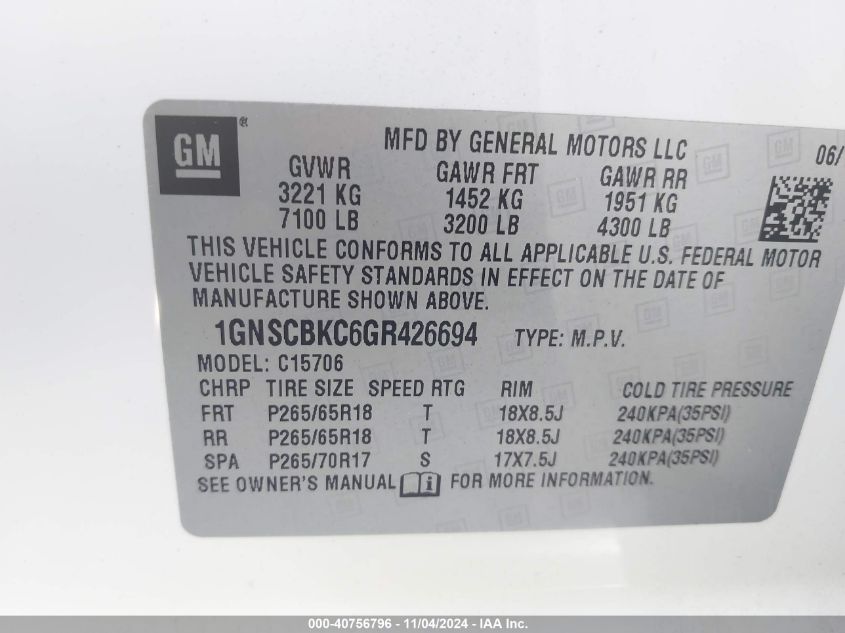 GM®
MFD BY GENERAL MOTORS LLC
06/
GVWR GAWR FRT GAWR RR
3221 KG 1452 KG 1951 KG
7100 LB 3200 LB 4300 LB
THIS VEHICLE CONFORMS TO ALL APPLICABLE U.S. FEDERAL MOTOR
VEHICLE SAFETY STANDARDS IN EFFECT ON THE DATE OF
MANUFACTURE SHOWN ABOVE.
1GNSCBKC6GR426694 TYPE: M.P.V.
MODEL: C15706
CHRP TIRE SIZE SPEED RTG RIM COLD TIRE PRESSURE
FRT P265/65R18 T 18X8.5J 240KPA(35PSI)
RR P265/65R18 T 18X8.5J 240KPA(35PSI)
SPA P265/70R17 S 17X7.5J 240KPA(35PSI)
SEE OWNER'S MANUAL i FOR MORE INFORMATION.
000-40756796 - 11/04/2024 - IAA Inc.